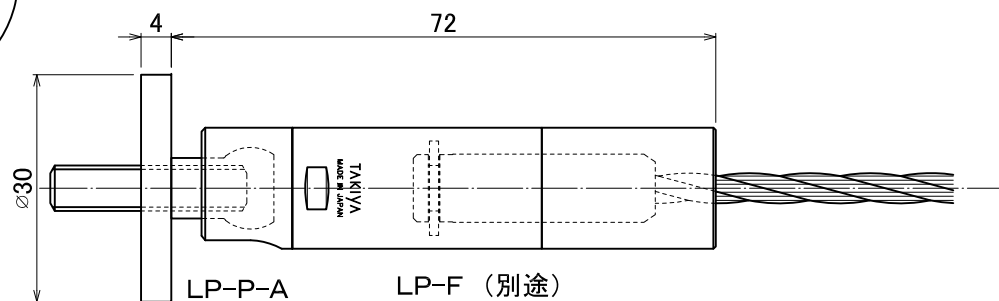 4
72
⌀30
TAKIYA
MADE IN JAPAN
LP-P-A
LP-F (別途)